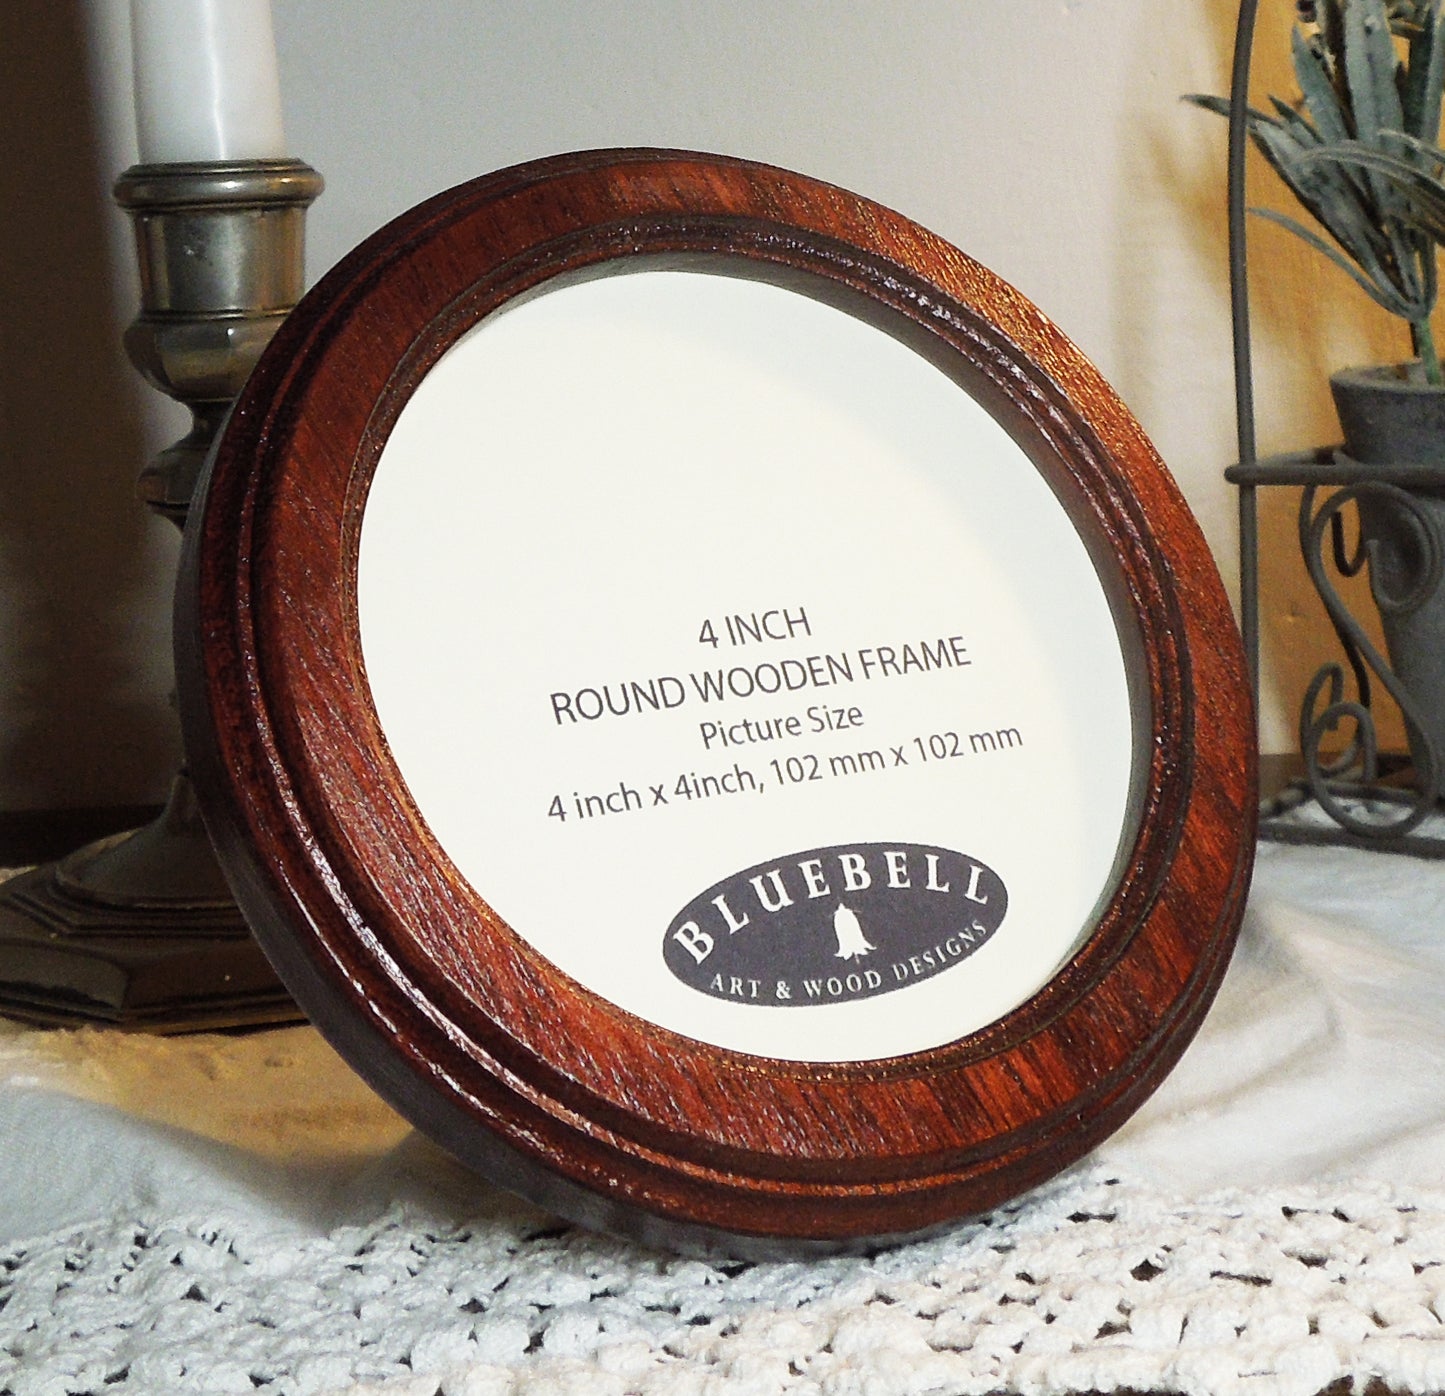 4 INCH
ROUND WOODEN FRAME
Picture Size
4 inch x 4inch, 102 mm x 102 mm
BLUEBELL
ART & WOOD DESIGNS